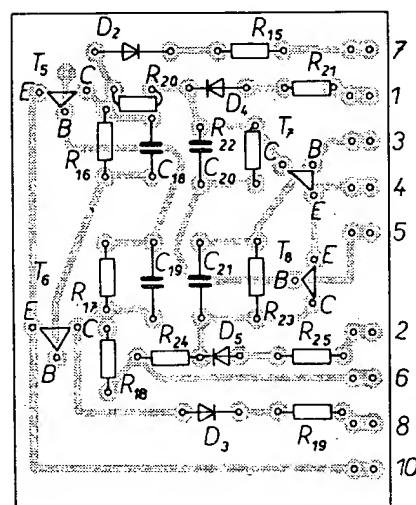 D2 R15 7
T5 E C R20 D4 R21 1
B R22 T7 3
R16 C18 C20 C B 4
E
T6 C19 C21 T8 E 5
B
E C R17 R23 C 2
B R24 D5 R25
R18 6
D3 R19 8
10